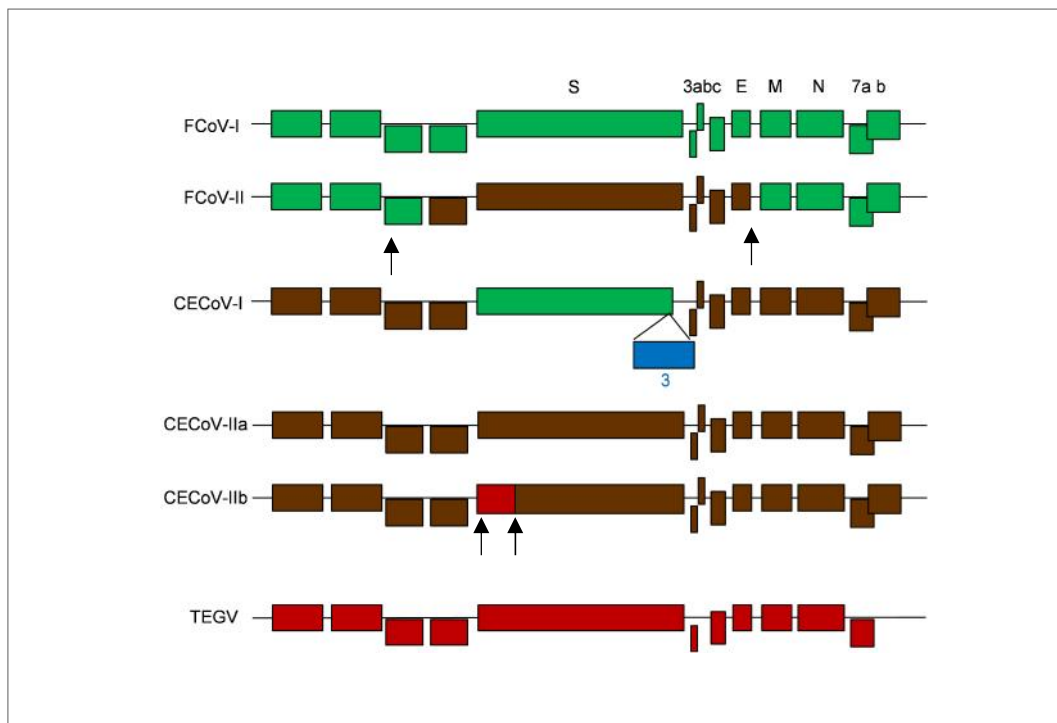 S 3abc E M N 7a b
FCoV-I
FCoV-II
CECoV-I
3
CECoV-IIa
CECoV-IIb
TEGV